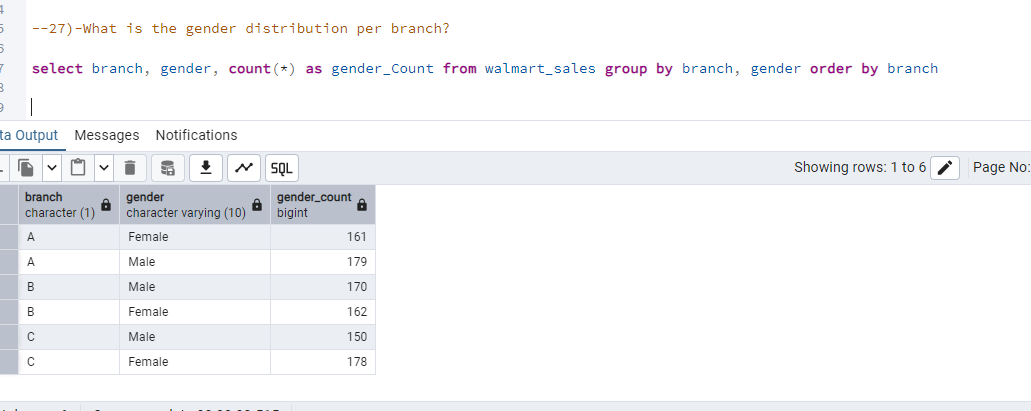 4
5 --27)-What is the gender distribution per branch?
6
7 select branch, gender, count(*) as gender_Count from walmart_sales group by branch, gender order by branch
8
9
ta Output Messages Notifications
SQL Showing rows: 1 to 6 Page No:
branch gender gender_count
character (1) character varying (10) bigint
A Female 161
A Male 179
B Male 170
B Female 162
C Male 150
C Female 178